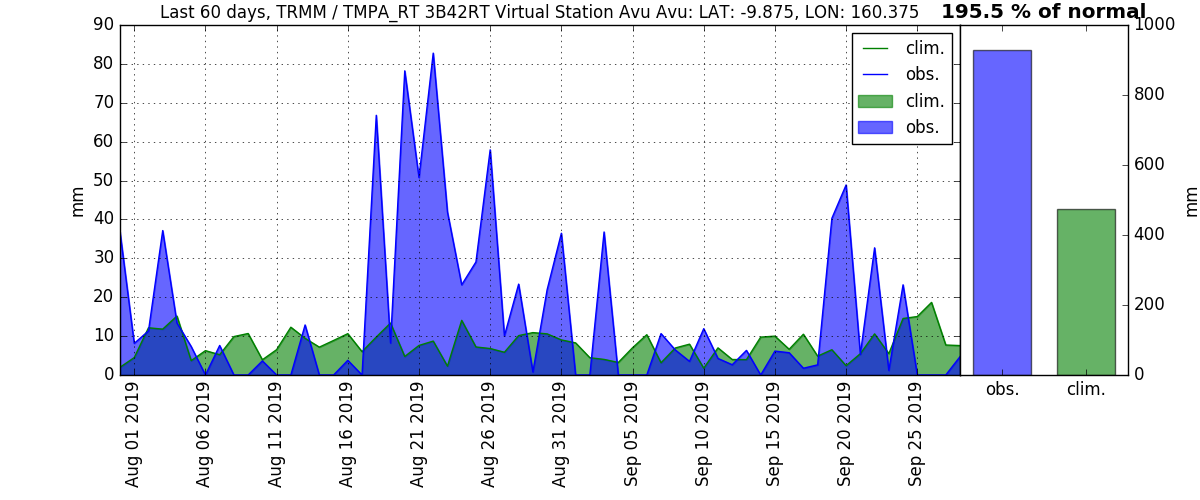 Last 60 days, TRMM / TMPA_RT 3B42RT Virtual Station Avu Avu: LAT: -9.875, LON: 160.375
195.5 % of normal
90
80
70
60
50
40
30
20
10
0
mm
clim.
obs.
clim.
obs.
Aug 01 2019
Aug 06 2019
Aug 11 2019
Aug 16 2019
Aug 21 2019
Aug 26 2019
Aug 31 2019
Sep 05 2019
Sep 10 2019
Sep 15 2019
Sep 20 2019
Sep 25 2019
1000
800
600
400
200
0
mm
obs.
clim.